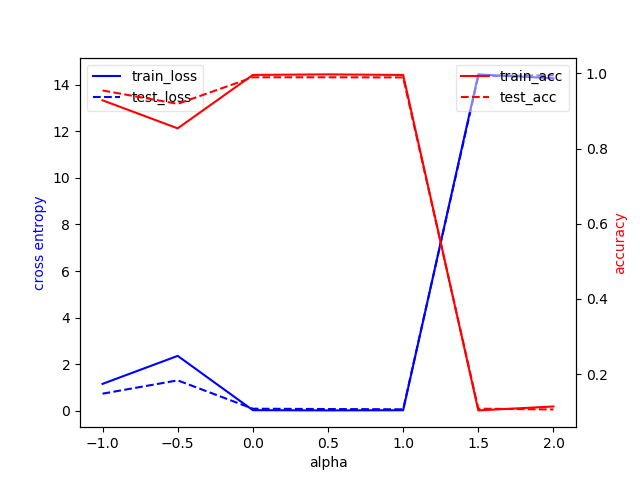 train_loss
test_loss
train_acc
test_acc
14
12
10
8
6
4
2
0
cross entropy
1.0
0.8
0.6
0.4
0.2
accuracy
−1.0 −0.5 0.0 0.5 1.0 1.5 2.0
alpha